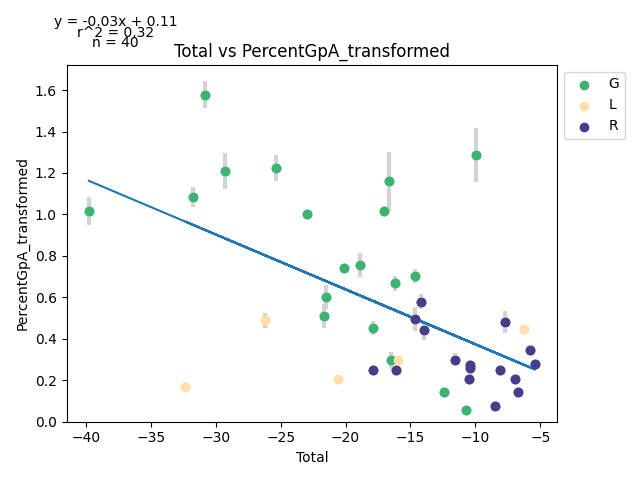 y = -0.03x + 0.11
r^2 = 0.32
n = 40
Total vs PercentGpA_transformed
G
L
R
PercentGpA_transformed
1.6
1.4
1.2
1.0
0.8
0.6
0.4
0.2
0.0
−40
−35
−30
−25
−20
−15
−10
−5
Total